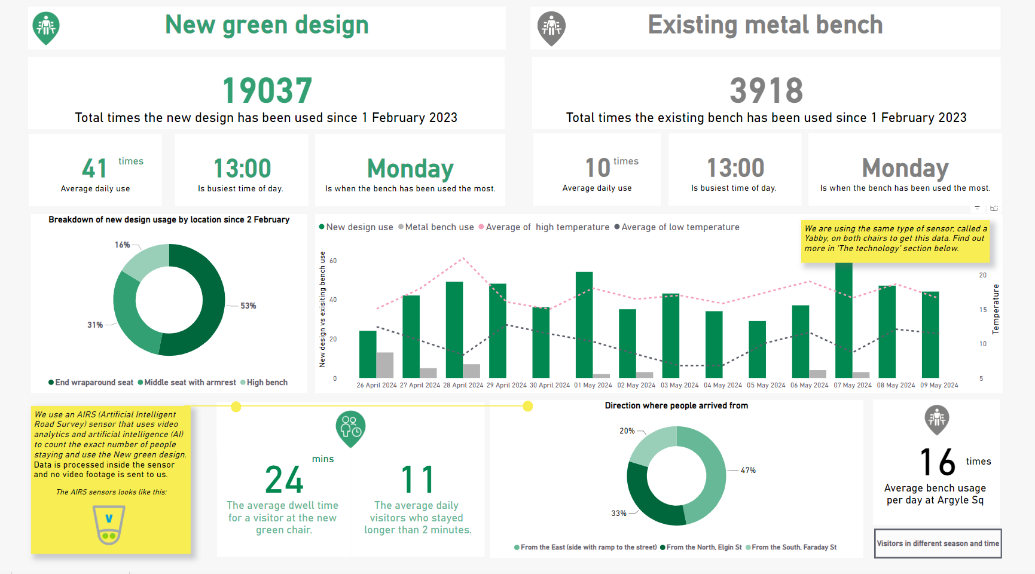 New green design
Existing metal bench
19037
Total times the new design has been used since 1 February 2023
3918
Total times the existing bench has been used since 1 February 2023
41 times
Average daily use
13:00
Is busiest time of day.
Monday
Is when the bench has been used the most.
10 times
Average daily use
13:00
Is busiest time of day.
Monday
Is when the bench has been used the most.
Breakdown of new design usage by location since 2 February
16%
53%
31%
End wraparound seat Middle seat with armrest High bench
New design use Metal bench use Average of high temperature Average of low temperature
We are using the same type of sensor, called a
Yabby, on both chairs to get this data. Find out
more in 'The technology' section below.
New design vs exisiting bench use
60
40
20
0
20
15
10
5
Temperature
26 April 2024 27 April 2024 28 April 2024 29 April 2024 30 April 2024 01 May 2024 02 May 2024 03 May 2024 04 May 2024 05 May 2024 06 May 2024 07 May 2024 08 May 2024 09 May 2024
We use an AIRS (Artificial Intelligent
Road Survey) sensor that uses video
analytics and artificial intelligence (AI)
to count the exact number of people
staying and use the New green design.
Data is processed inside the sensor
and no video footage is sent to us.
The AIRS sensors looks like this:
V
mins
24
The average dwell time
for a visitor at the new
green chair.
11
The average daily
visitors who stayed
longer than 2 minutes.
Direction where people arrived from
20%
47%
33%
From the East (side with ramp to the street) From the North, Elgin St From the South, Faraday St
16 times
Average bench usage
per day at Argyle Sq
Visitors in different season and time